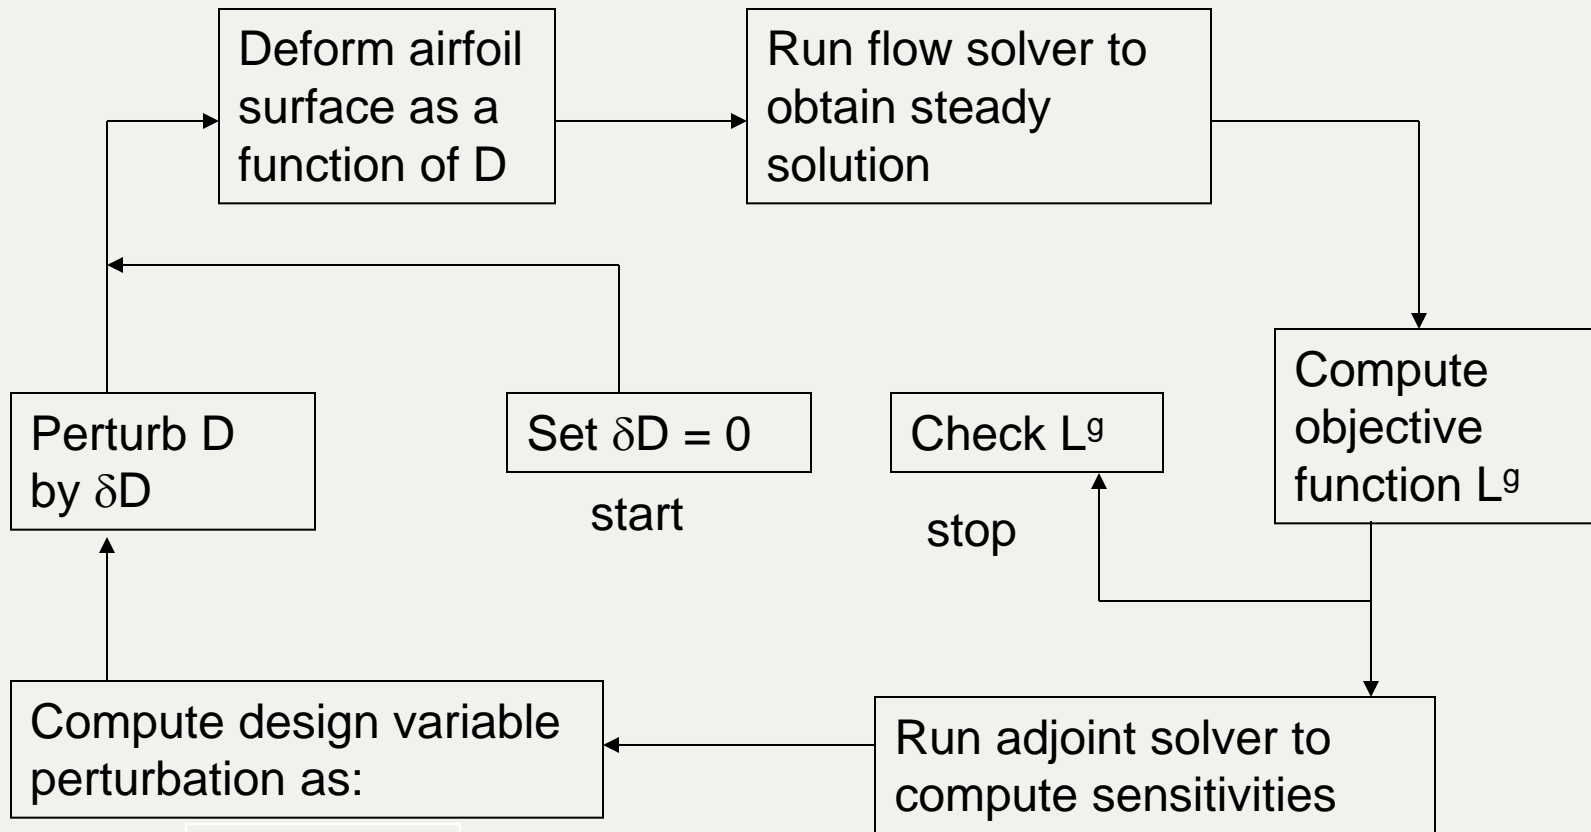 Deform airfoil
surface as a
function of D
Run flow solver to
obtain steady
solution
Compute
objective
function Lᵍ
Perturb D
by δD
Set δD = 0
start
Check Lᵍ
stop
Compute design variable
perturbation as:
Run adjoint solver to
compute sensitivities